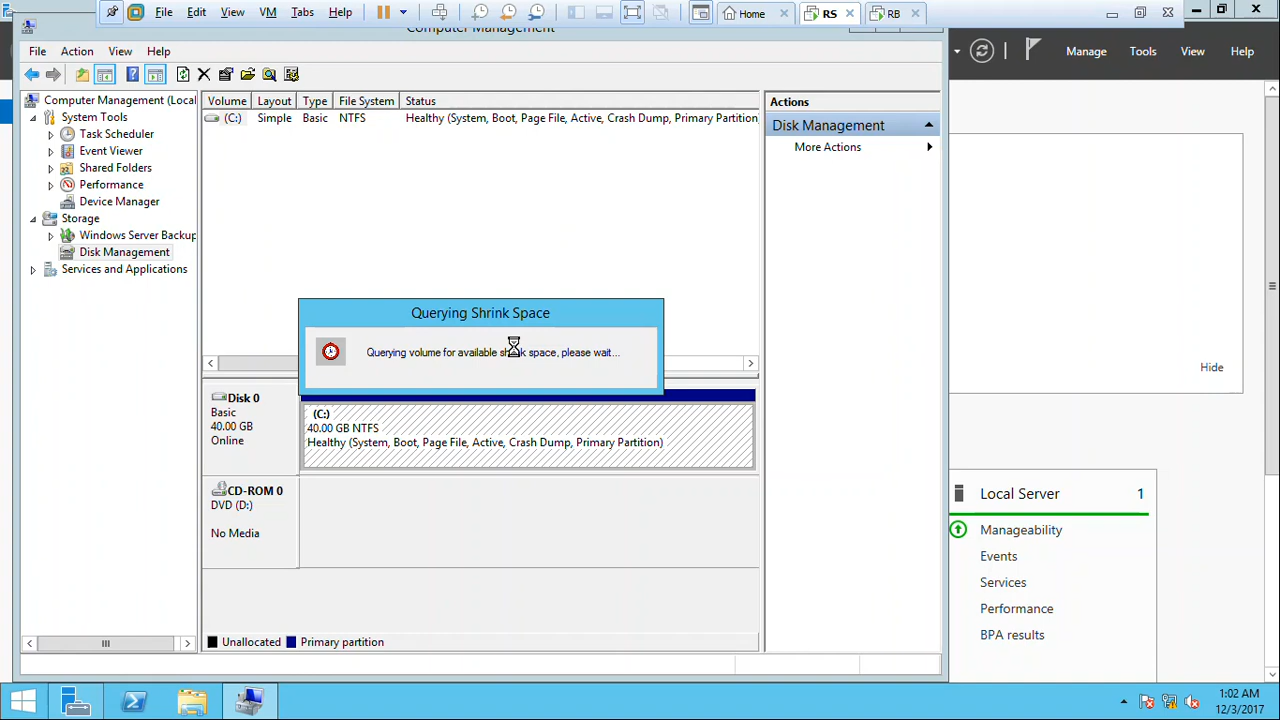 File Edit View VM Tabs Help Home RS RB
Computer Management
File Action View Help
Manage Tools View Help
Computer Management (Local
System Tools
Task Scheduler
Event Viewer
Shared Folders
Performance
Device Manager
Storage
Windows Server Backup
Disk Management
Services and Applications
Volume Layout Type File System Status
(C:) Simple Basic NTFS Healthy (System, Boot, Page File, Active, Crash Dump, Primary Partition
Actions
Disk Management
More Actions
Querying Shrink Space
Querying volume for available shrink space, please wait...
Disk 0
Basic
40.00 GB
Online
(C:)
40.00 GB NTFS
Healthy (System, Boot, Page File, Active, Crash Dump, Primary Partition)
CD-ROM 0
DVD (D:)
No Media
Unallocated Primary partition
Hide
Local Server 1
Manageability
Events
Services
Performance
BPA results
1:02 AM
12/3/2017